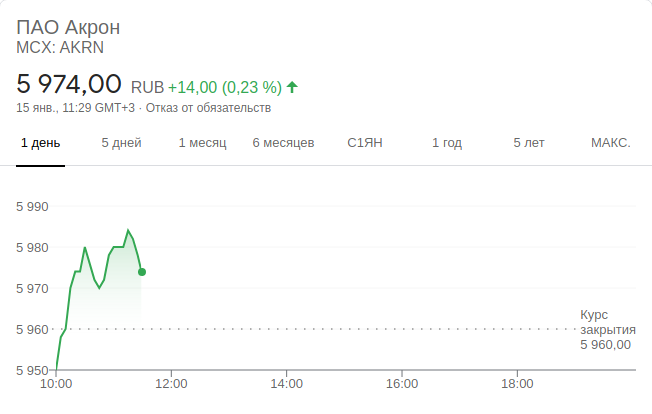 ПАО Акрон
MCX: AKRN
5 974,00 RUB +14,00 (0,23 %)
15 янв., 11:29 GMT+3 · Отказ от обязательств
1 день 5 дней 1 месяц 6 месяцев С1ЯН 1 год 5 лет МАКС.
5 990
5 980
5 970
5 960
5 950
Курс
закрытия
5 960,00
10:00 12:00 14:00 16:00 18:00